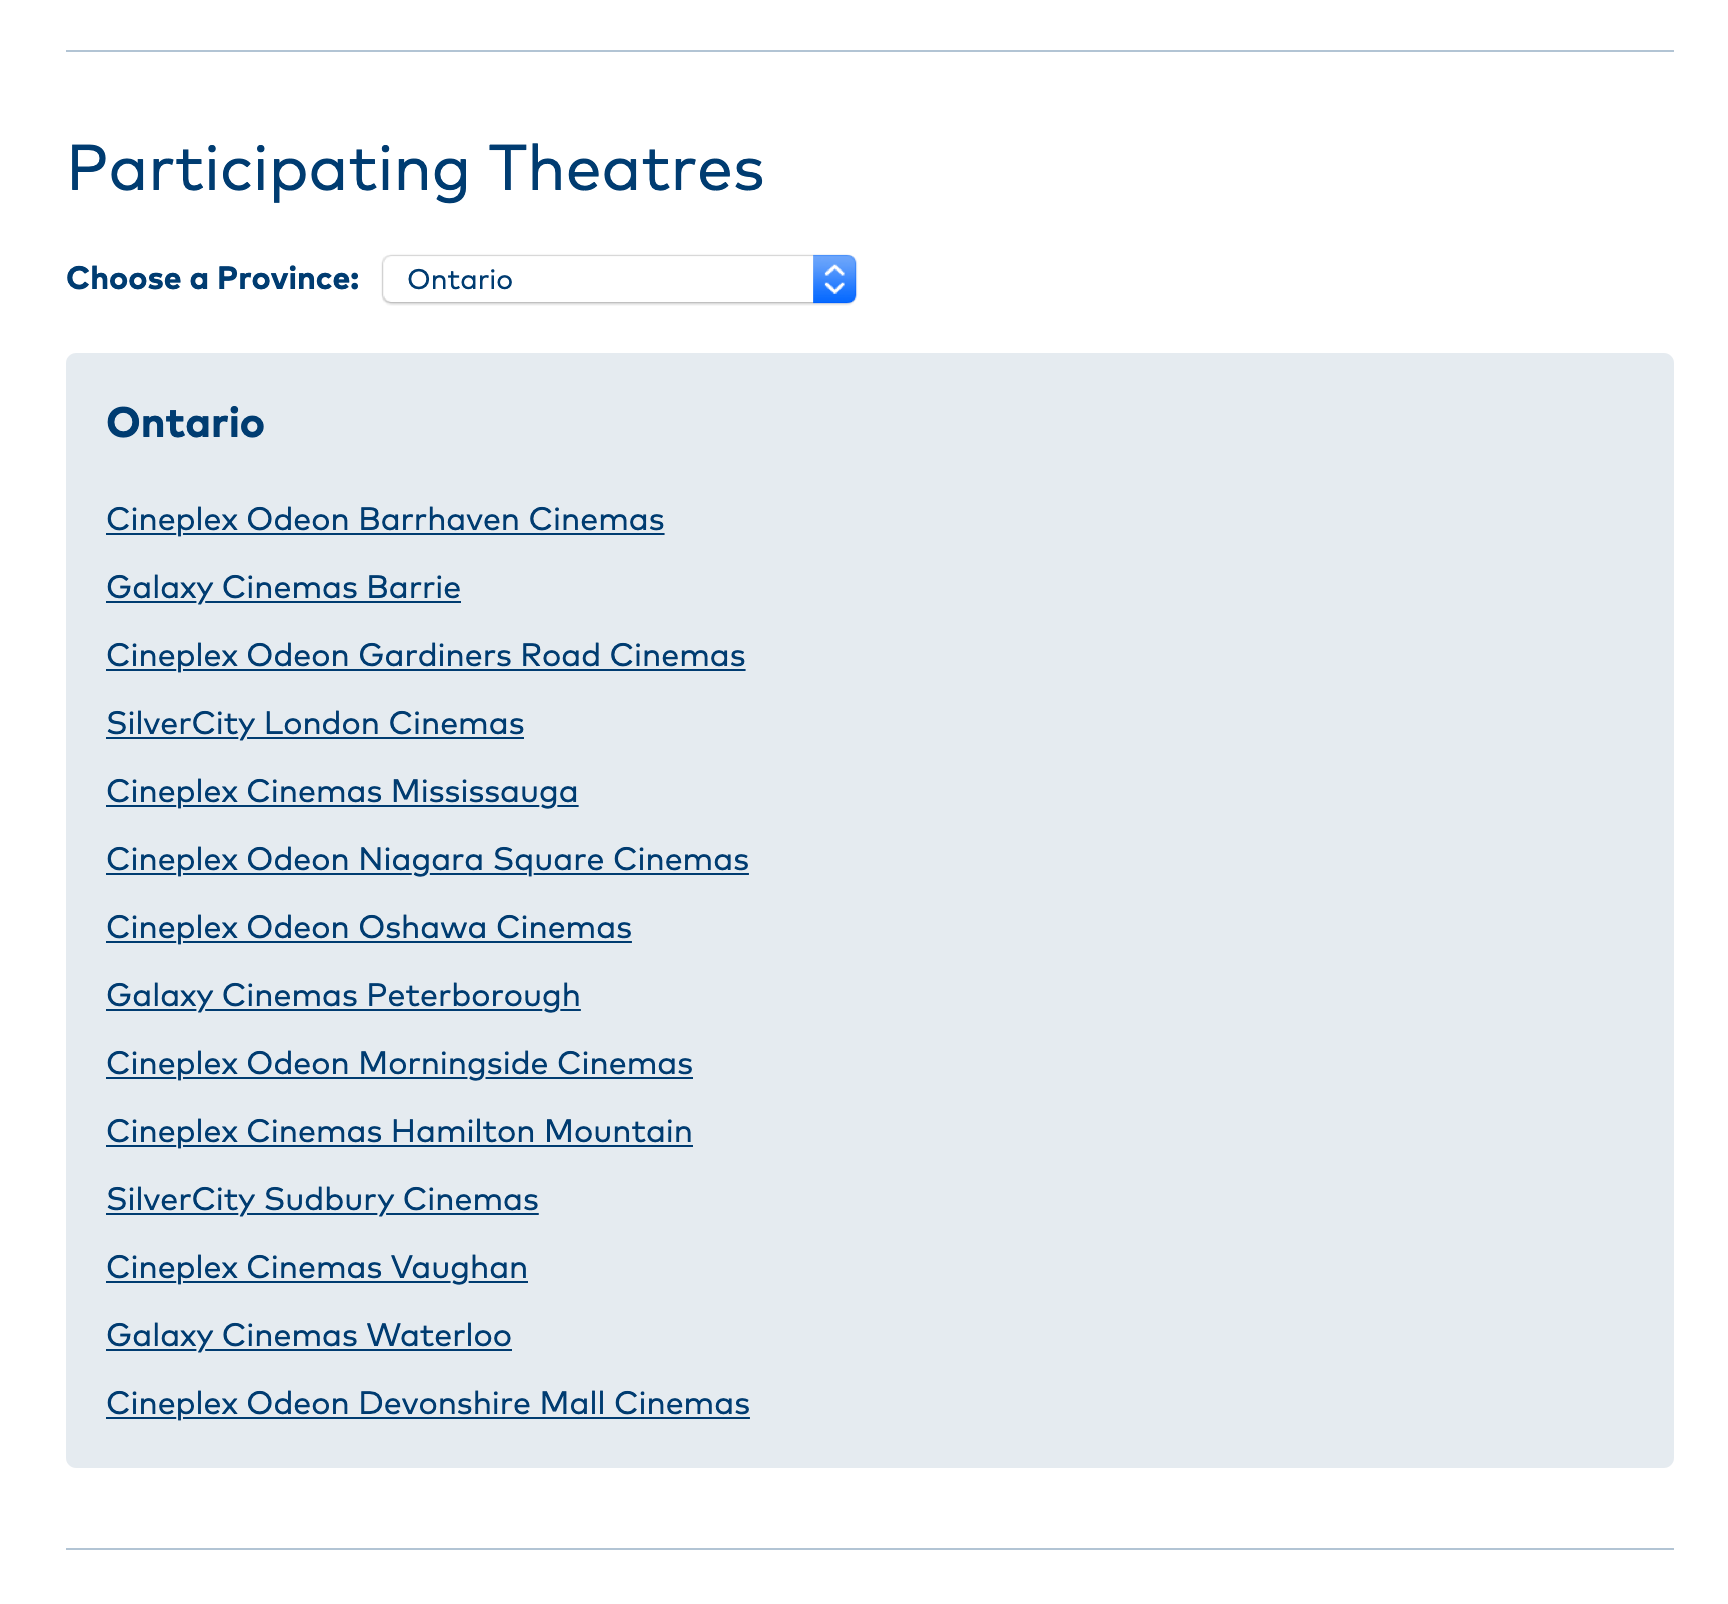 Participating Theatres
Choose a Province: Ontario
Ontario
Cineplex Odeon Barrhaven Cinemas
Galaxy Cinemas Barrie
Cineplex Odeon Gardiners Road Cinemas
SilverCity London Cinemas
Cineplex Cinemas Mississauga
Cineplex Odeon Niagara Square Cinemas
Cineplex Odeon Oshawa Cinemas
Galaxy Cinemas Peterborough
Cineplex Odeon Morningside Cinemas
Cineplex Cinemas Hamilton Mountain
SilverCity Sudbury Cinemas
Cineplex Cinemas Vaughan
Galaxy Cinemas Waterloo
Cineplex Odeon Devonshire Mall Cinemas